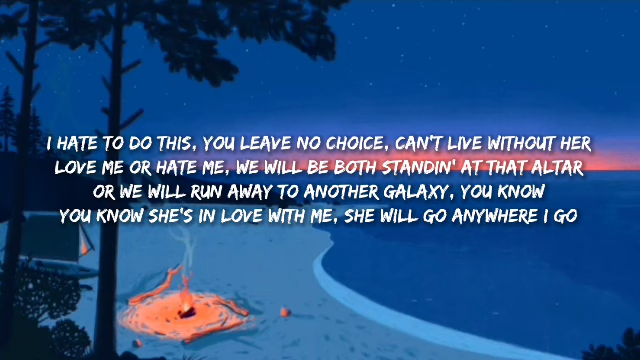 I HATE TO DO THIS, YOU LEAVE NO CHOICE, CAN'T LIVE WITHOUT HER
LOVE ME OR HATE ME, WE WILL BE BOTH STANDIN' AT THAT ALTAR
OR WE WILL RUN AWAY TO ANOTHER GALAXY, YOU KNOW
YOU KNOW SHE'S IN LOVE WITH ME, SHE WILL GO ANYWHERE I GO